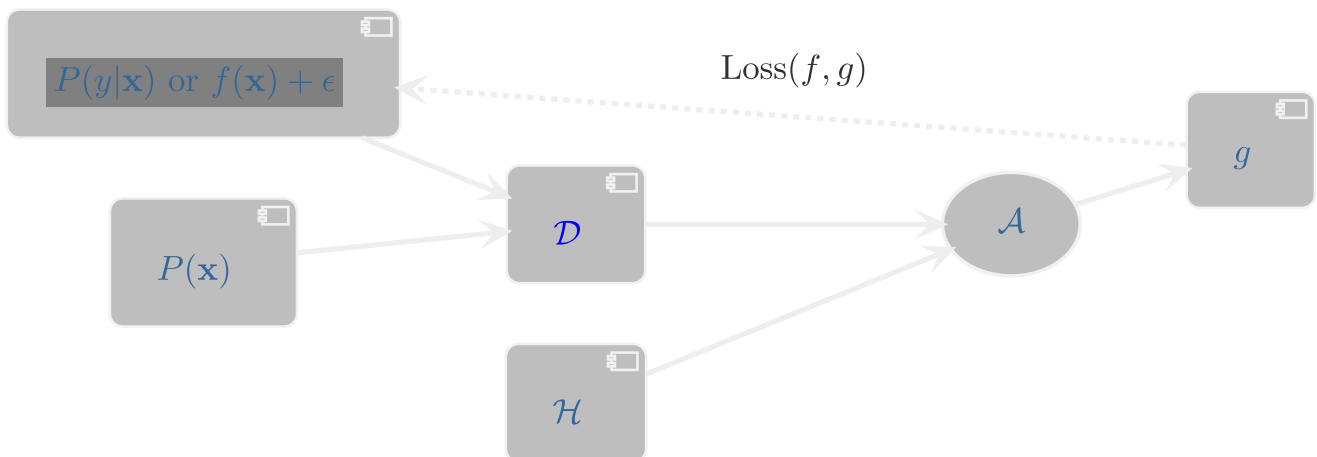 P(y|𝐱) or f(𝐱) + ϵ
Loss(f, g)
g
𝒟
𝒜
P(𝐱)
ℋ